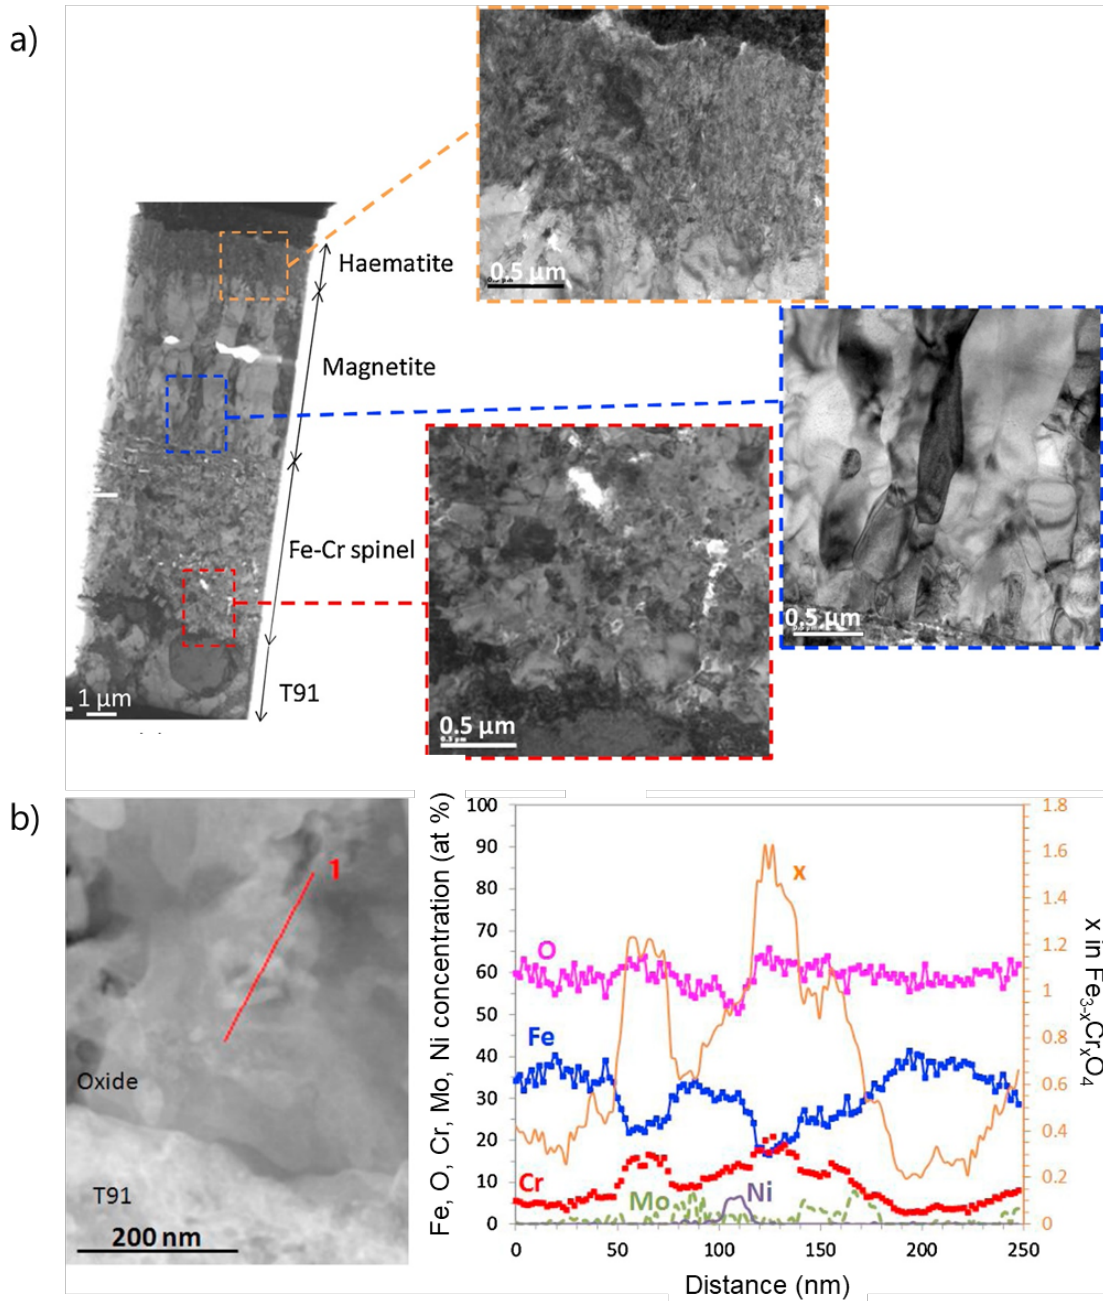 a)
0.5 μm
Haematite
Magnetite
Fe-Cr spinel
T91
1 μm
0.5 μm
0.5 μm
b)
1
Oxide
T91
200 nm
Fe, O, Cr, Mo, Ni concentration (at %)
100
90
80
70
60
50
40
30
20
10
0
O
Fe
Cr
Mo
Ni
x
1.8
1.6
1.4
1.2
1
0.8
0.6
0.4
0.2
0
x in Fe3-xCrxO4
0
50
100
150
200
250
Distance (nm)